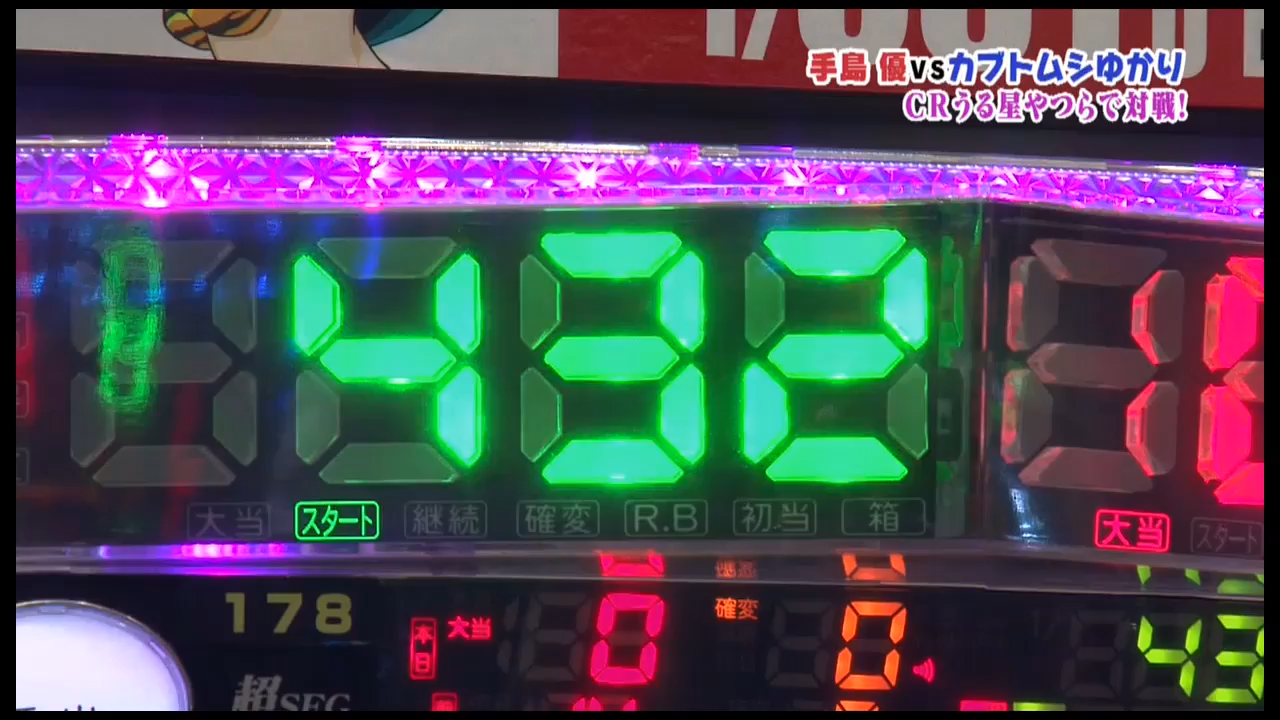 手島 優vsカブトムシゆかり
CRうる星やつらで対戦!
432
大当 スタート 継続 確変 R.B 初当 箱
大当 スタート
178
本日 大当 0 確変 0 43
超SEG